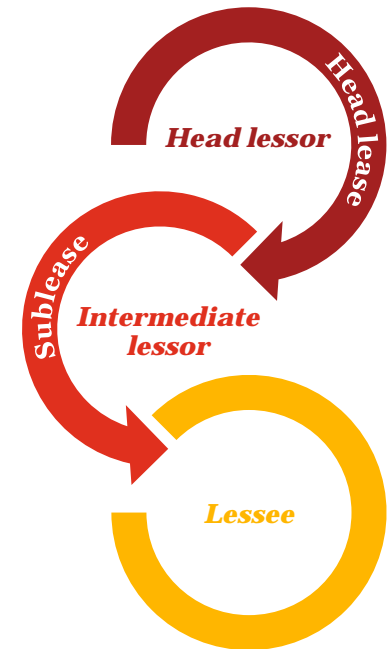 Head lessor
Head lease
Sublease
Intermediate
lessor
Lessee